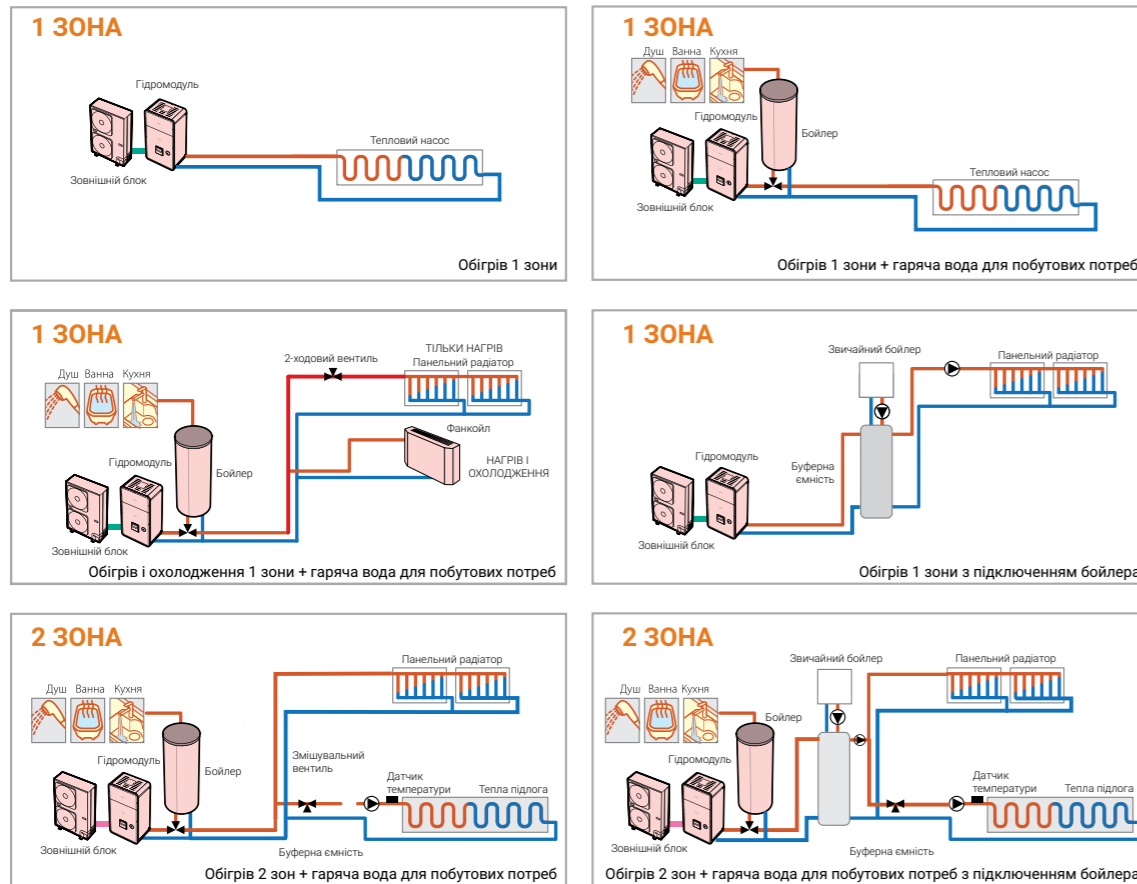 1 ЗОНА
Гідромодуль
Тепловий насос
Зовнішній блок
Обігрів 1 зони
1 ЗОНА
Душ Ванна Кухня
Гідромодуль
Бойлер
Тепловий насос
Зовнішній блок
Обігрів 1 зони + гаряча вода для побутових потреб
1 ЗОНА
2-ходовий вентиль
ТІЛЬКИ НАГРІВ
Панельний радіатор
Душ Ванна Кухня
Фанкойл
Гідромодуль
Бойлер
НАГРІВ І
ОХОЛОДЖЕННЯ
Зовнішній блок
Обігрів і охолодження 1 зони + гаряча вода для побутових потреб
1 ЗОНА
Звичайний бойлер
Панельний радіатор
Гідромодуль
Буферна
ємність
Зовнішній блок
Обігрів 1 зони з підключенням бойлера
2 ЗОНА
Панельний радіатор
Душ Ванна Кухня
Гідромодуль
Бойлер
Змішувальний
вентиль
Датчик
температури
Тепла підлога
Зовнішній блок
Буферна ємність
Обігрів 2 зон + гаряча вода для побутових потреб
2 ЗОНА
Звичайний бойлер
Панельний радіатор
Душ Ванна Кухня
Бойлер
Гідромодуль
Датчик
температури
Тепла підлога
Зовнішній блок
Буферна ємність
Обігрів 2 зон + гаряча вода для побутових потреб з підключенням бойлера